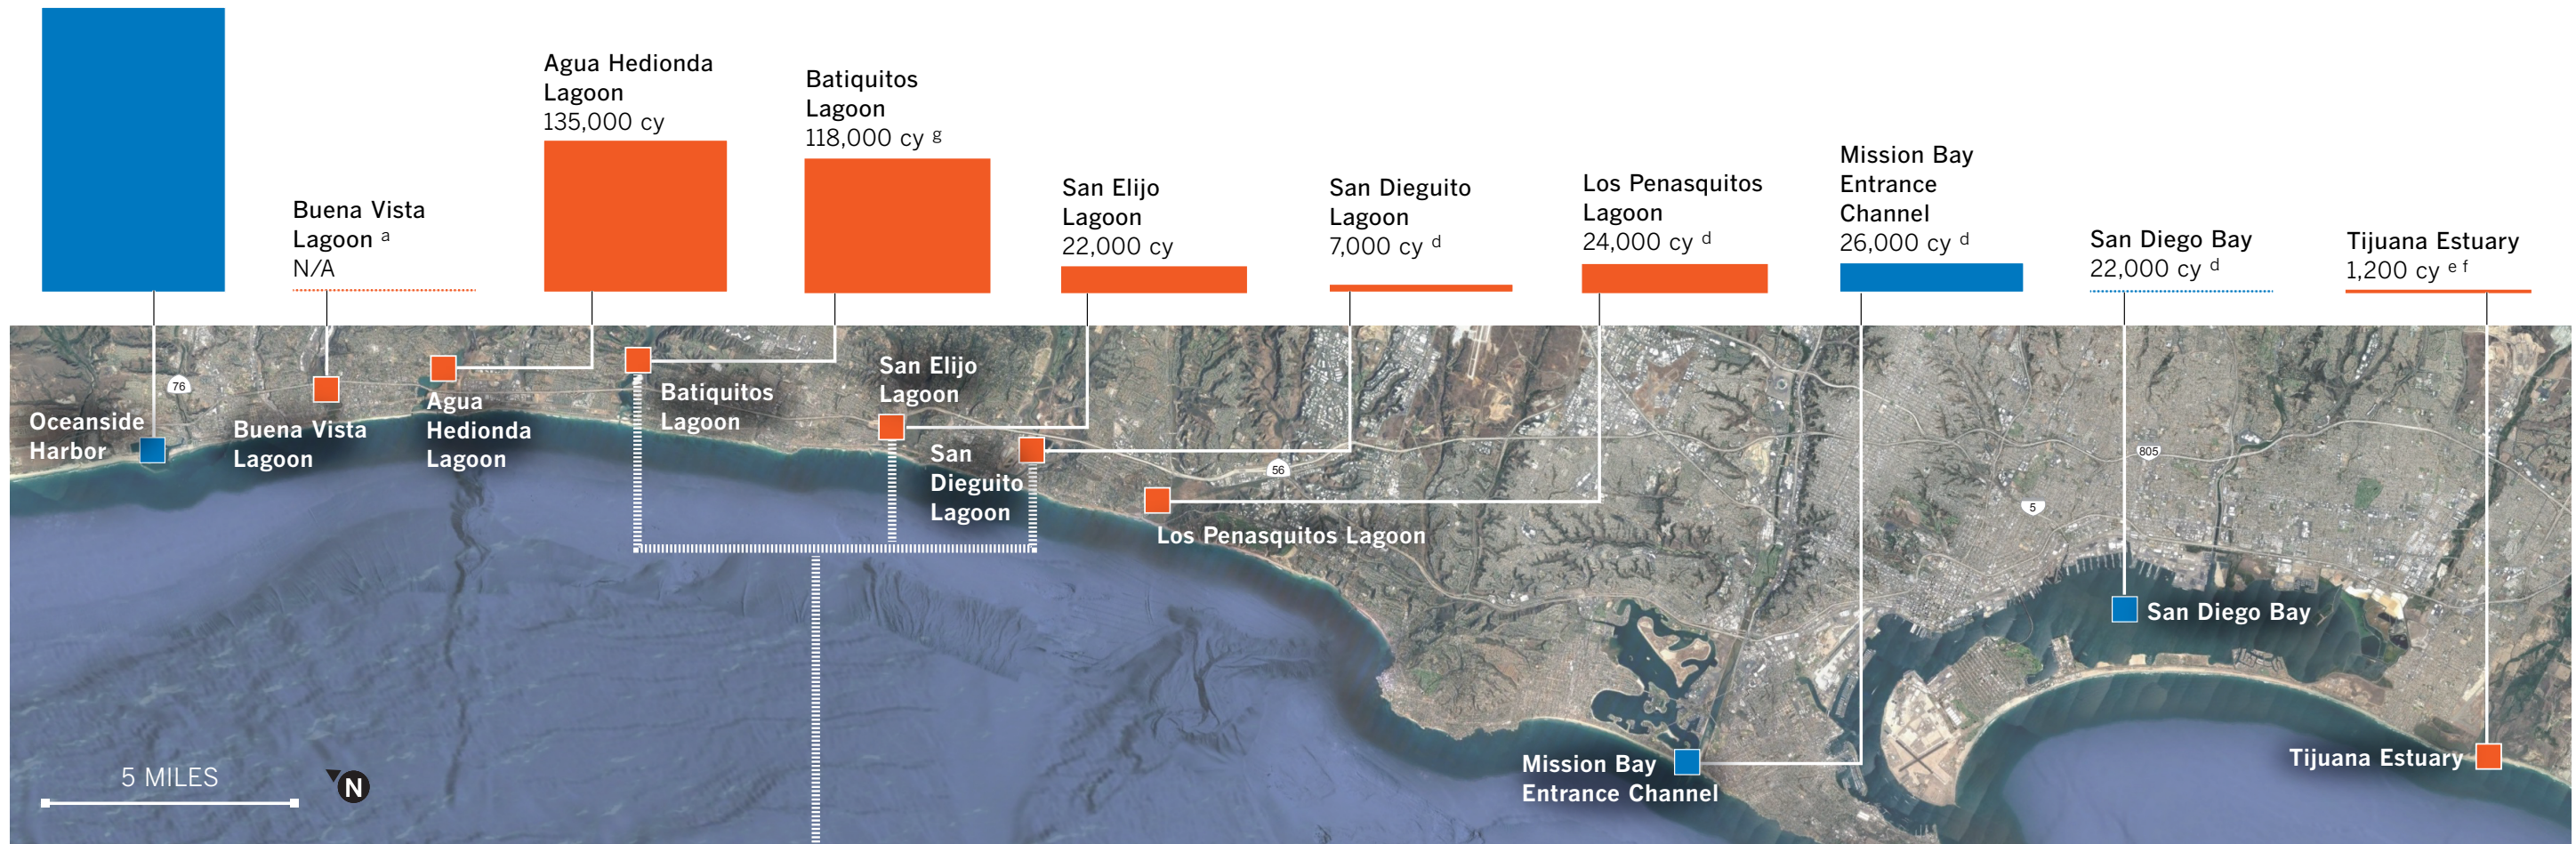 Agua Hedionda
Lagoon
135,000 cy
Batiquitos
Lagoon
118,000 cy g
Buena Vista
Lagoon a
N/A
San Elijo
Lagoon
22,000 cy
San Dieguito
Lagoon
7,000 cy d
Los Penasquitos
Lagoon
24,000 cy d
Mission Bay
Entrance
Channel
26,000 cy d
San Diego Bay
22,000 cy d
Tijuana Estuary
1,200 cy e f
76
Oceanside
Harbor
Buena Vista
Lagoon
Agua
Hedionda
Lagoon
Batiquitos
Lagoon
San Elijo
Lagoon
San
Dieguito
Lagoon
56
Los Penasquitos Lagoon
805
5
San Diego Bay
Mission Bay
Entrance Channel
Tijuana Estuary
5 MILES
N